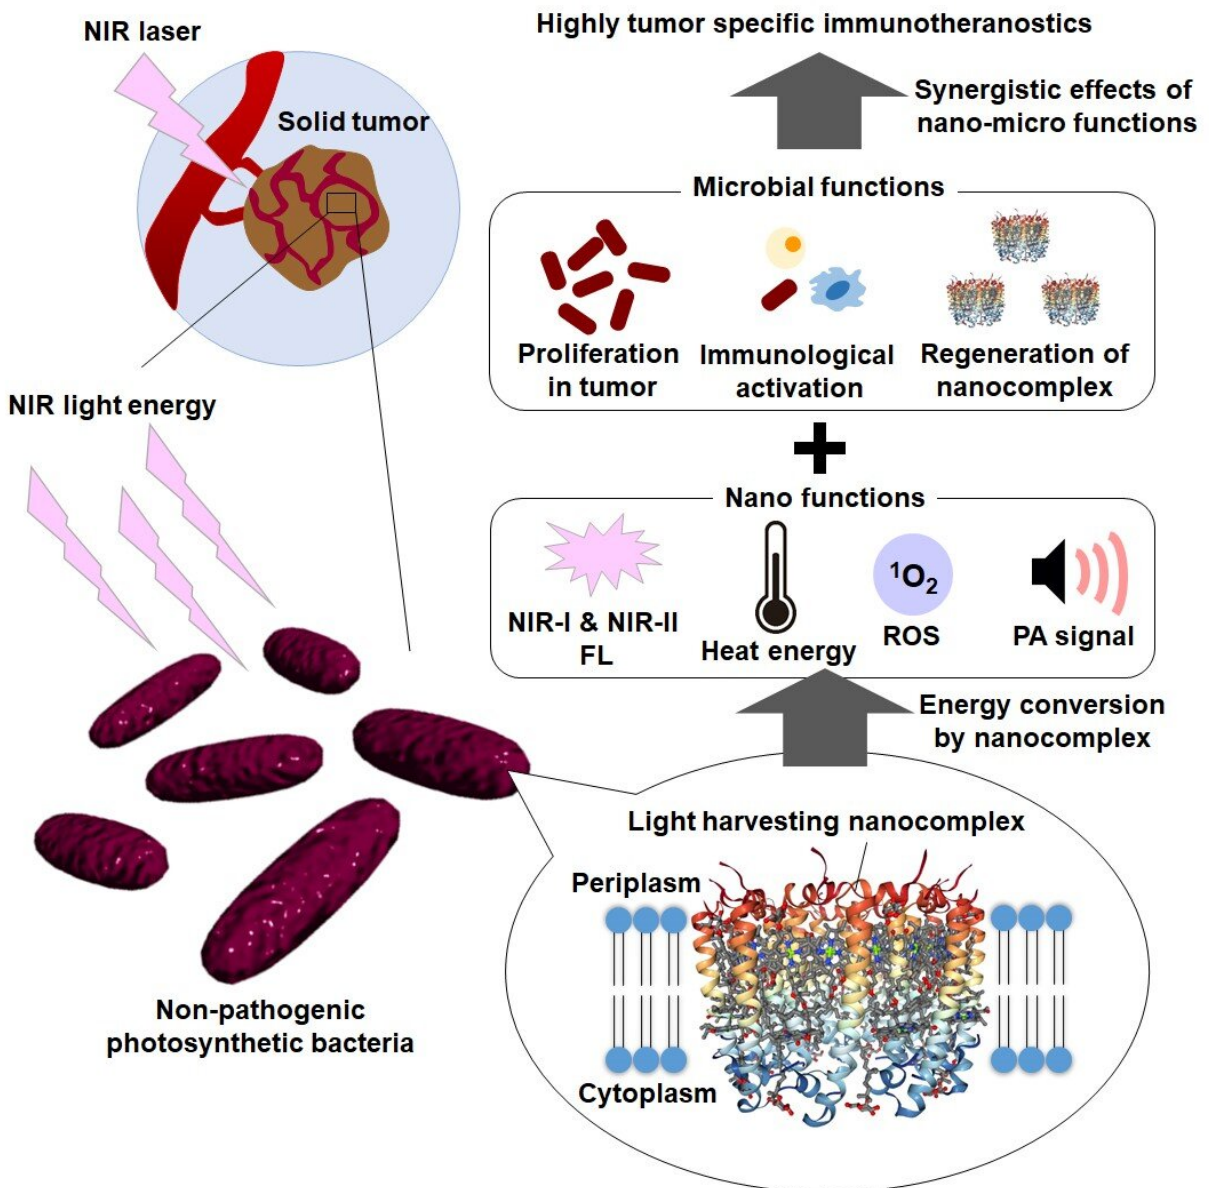 NIR laser
Solid tumor
NIR light energy
Non-pathogenic
photosynthetic bacteria
Highly tumor specific immunotheranostics
Synergistic effects of
nano-micro functions
Microbial functions
Proliferation
in tumor
Immunological
activation
Regeneration of
nanocomplex
Nano functions
NIR-I & NIR-II
FL
Heat energy
¹O₂
ROS
PA signal
Energy conversion
by nanocomplex
Light harvesting nanocomplex
Periplasm
Cytoplasm